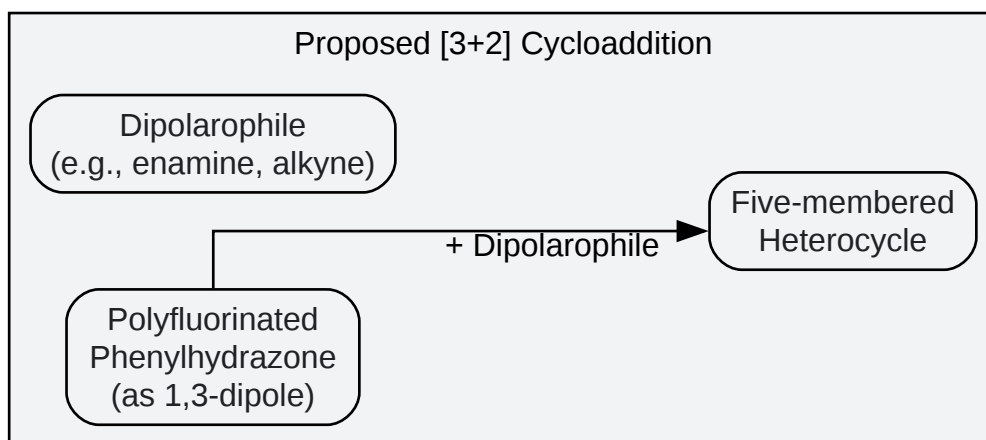 Proposed [3+2] Cycloaddition
Dipolarophile
(e.g., enamine, alkyne)
Five-membered
Heterocycle
+ Dipolarophile
Polyfluorinated
Phenylhydrazone
(as 1,3-dipole)